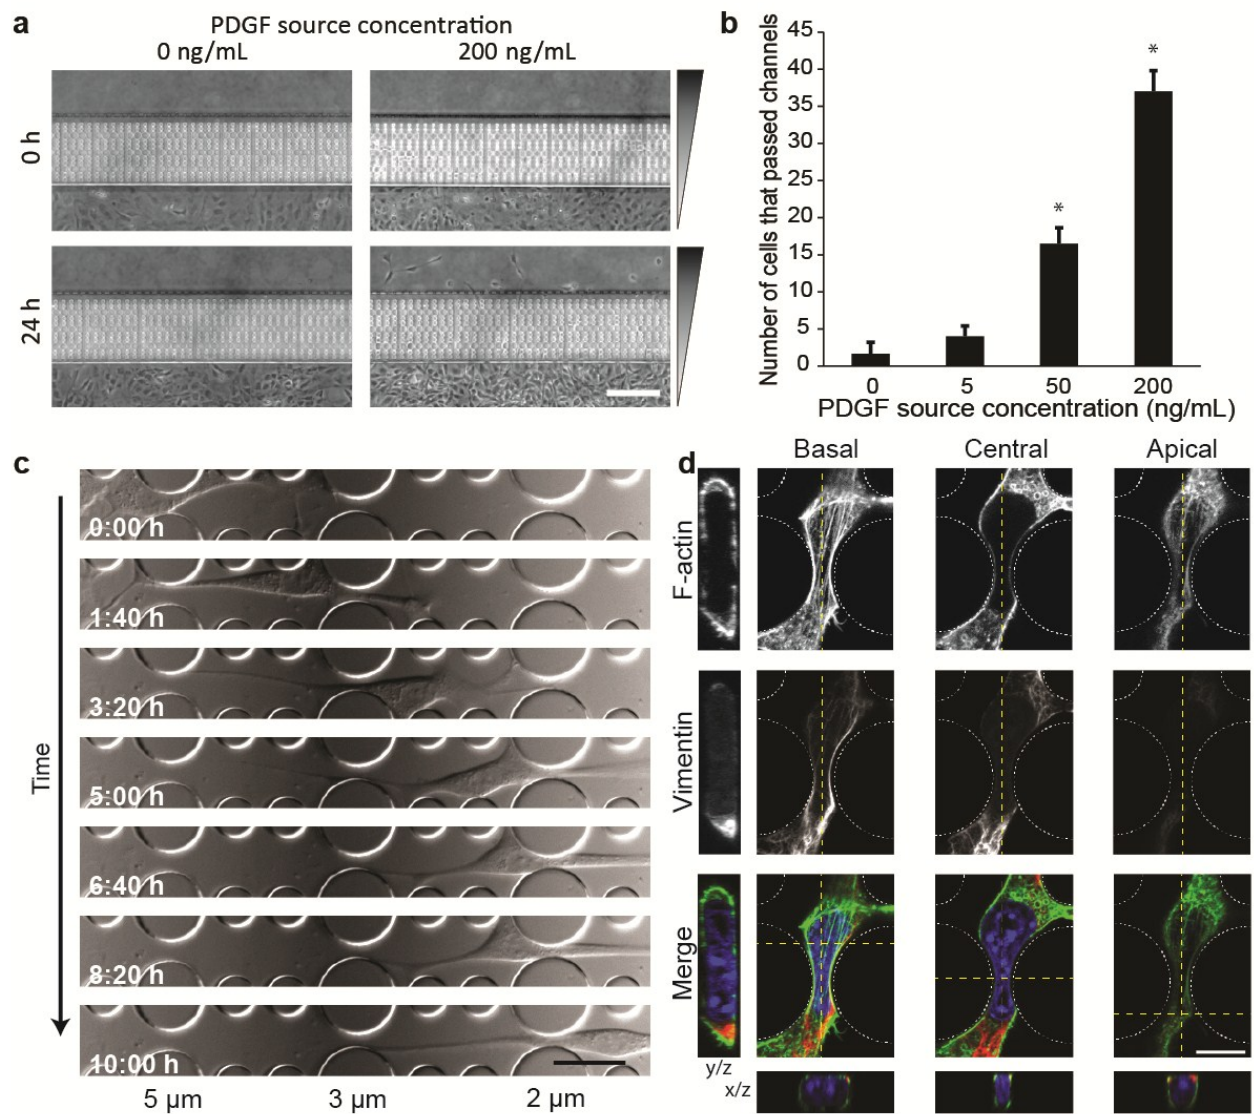 a
PDGF source concentration
0 ng/mL
200 ng/mL
0 h
24 h
b
Number of cells that passed channels
45
40
35
30
25
20
15
10
5
0
*
*
0 5 50 200
PDGF source concentration (ng/mL)
c
Time
0:00 h
1:40 h
3:20 h
5:00 h
6:40 h
8:20 h
10:00 h
5 µm
3 µm
2 µm
d
Basal
Central
Apical
F-actin
Vimentin
Merge
y/z
x/z